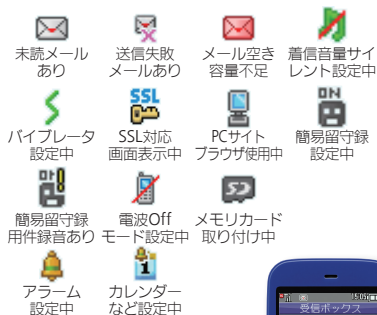 未読メール
あり
送信失敗
メールあり
メール空き
容量不足
着信音量サイ
レント設定中
バイブレータ
設定中
SSL
SSL対応
画面表示中
PCサイト
ブラウザ使用中
ON
簡易留守録
設定中
簡易留守録
用件録音あり
電波Off
モード設定中
メモリカード
取り付け中
アラーム
設定中
1
カレンダー
など設定中
受信ボックス